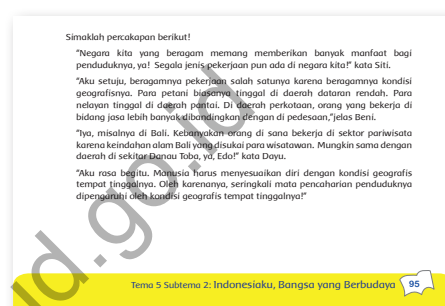 Simaklah percakapan berikut!
"Negara kita yang beragam memang memberikan banyak manfaat bagi
penduduknya, ya! Segala jenis pekerjaan pun ada di negara kita!" kata Siti.
"Aku setuju, beragamnya pekerjaan salah satunya karena beragamnya kondisi
geografisnya. Para petani biasanya tinggal di daerah dataran rendah. Para
nelayan tinggal di daerah pantai. Di daerah perkotaan, orang yang bekerja di
bidang jasa lebih banyak dibandingkan dengan di pedesaan,"jelas Beni.
"Iya, misalnya di Bali. Kebanyakan orang di sana bekerja di sektor pariwisata
karena keindahan alam Bali yang disukai para wisatawan. Mungkin sama dengan
daerah di sekitar Danau Toba, ya, Edo!" kata Dayu.
"Aku rasa begitu. Manusia harus menyesuaikan diri dengan kondisi geografis
tempat tinggalnya. Oleh karenanya, seringkali mata pencaharian penduduknya
dipengaruhi oleh kondisi geografis tempat tinggalnya!"
id.go.id
Tema 5 Subtema 2: Indonesiaku, Bangsa yang Berbudaya 95